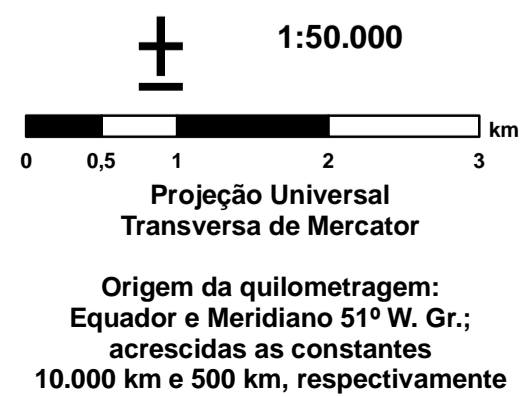 ±
1:50.000
km
0 0,5 1 2 3
Projeção Universal
Transversa de Mercator
Origem da quilometragem:
Equador e Meridiano 51º W. Gr.;
acrescidas as constantes
10.000 km e 500 km, respectivamente